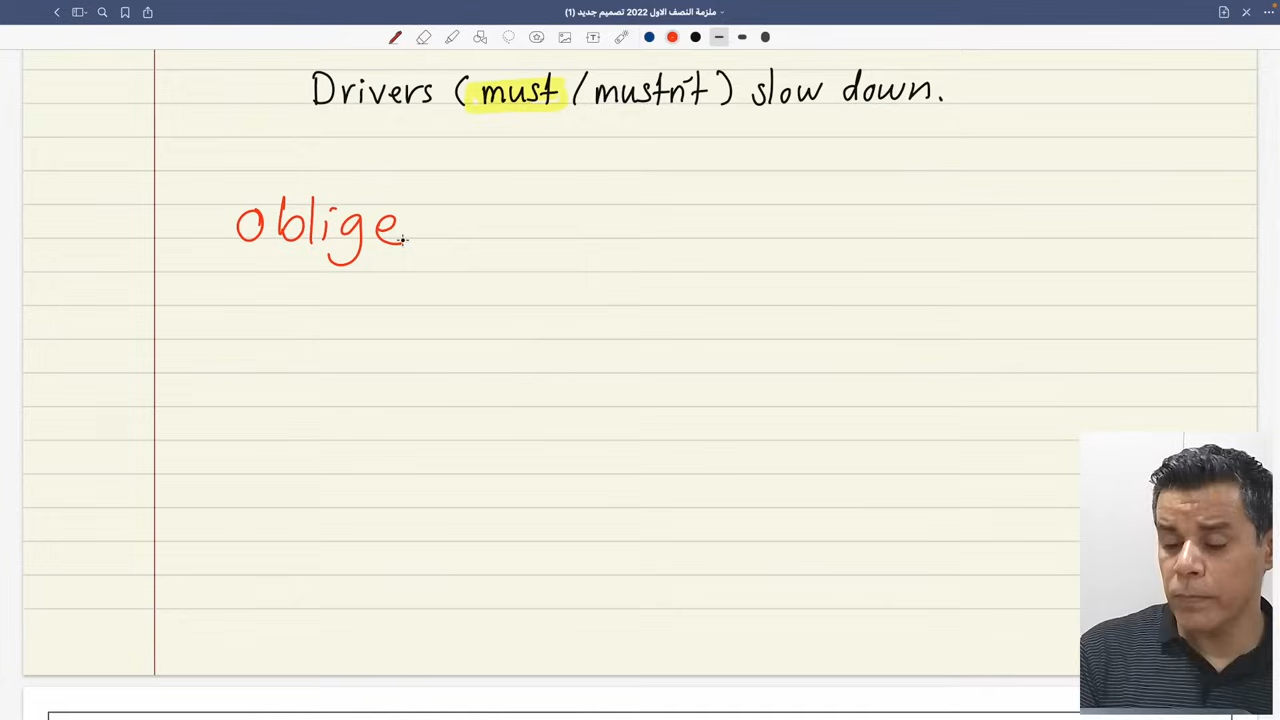 ملزمة النصف الاول 2022 تصميم جديد (1)
Drivers (must / mustn't) slow down.
Oblige